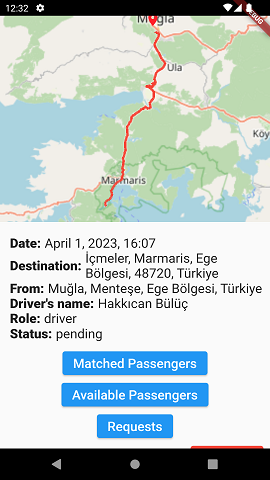 12:32
Muğla
Ula
Köy
Marmaris
Date: April 1, 2023, 16:07
Destination: İçmeler, Marmaris, Ege
Bölgesi, 48720, Türkiye
From: Muğla, Menteşe, Ege Bölgesi, Türkiye
Driver's name: Hakkıcan Bülüç
Role: driver
Status: pending
Matched Passengers
Available Passengers
Requests